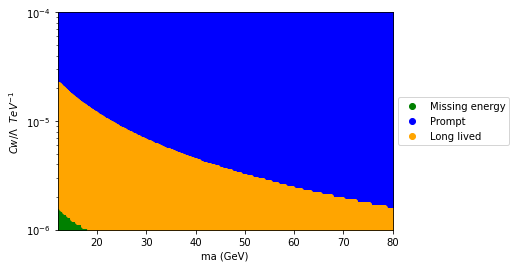 10⁻⁴
10⁻⁵
10⁻⁶
Cw/Λ TeV⁻¹
20 30 40 50 60 70 80
ma (GeV)
Missing energy
Prompt
Long lived